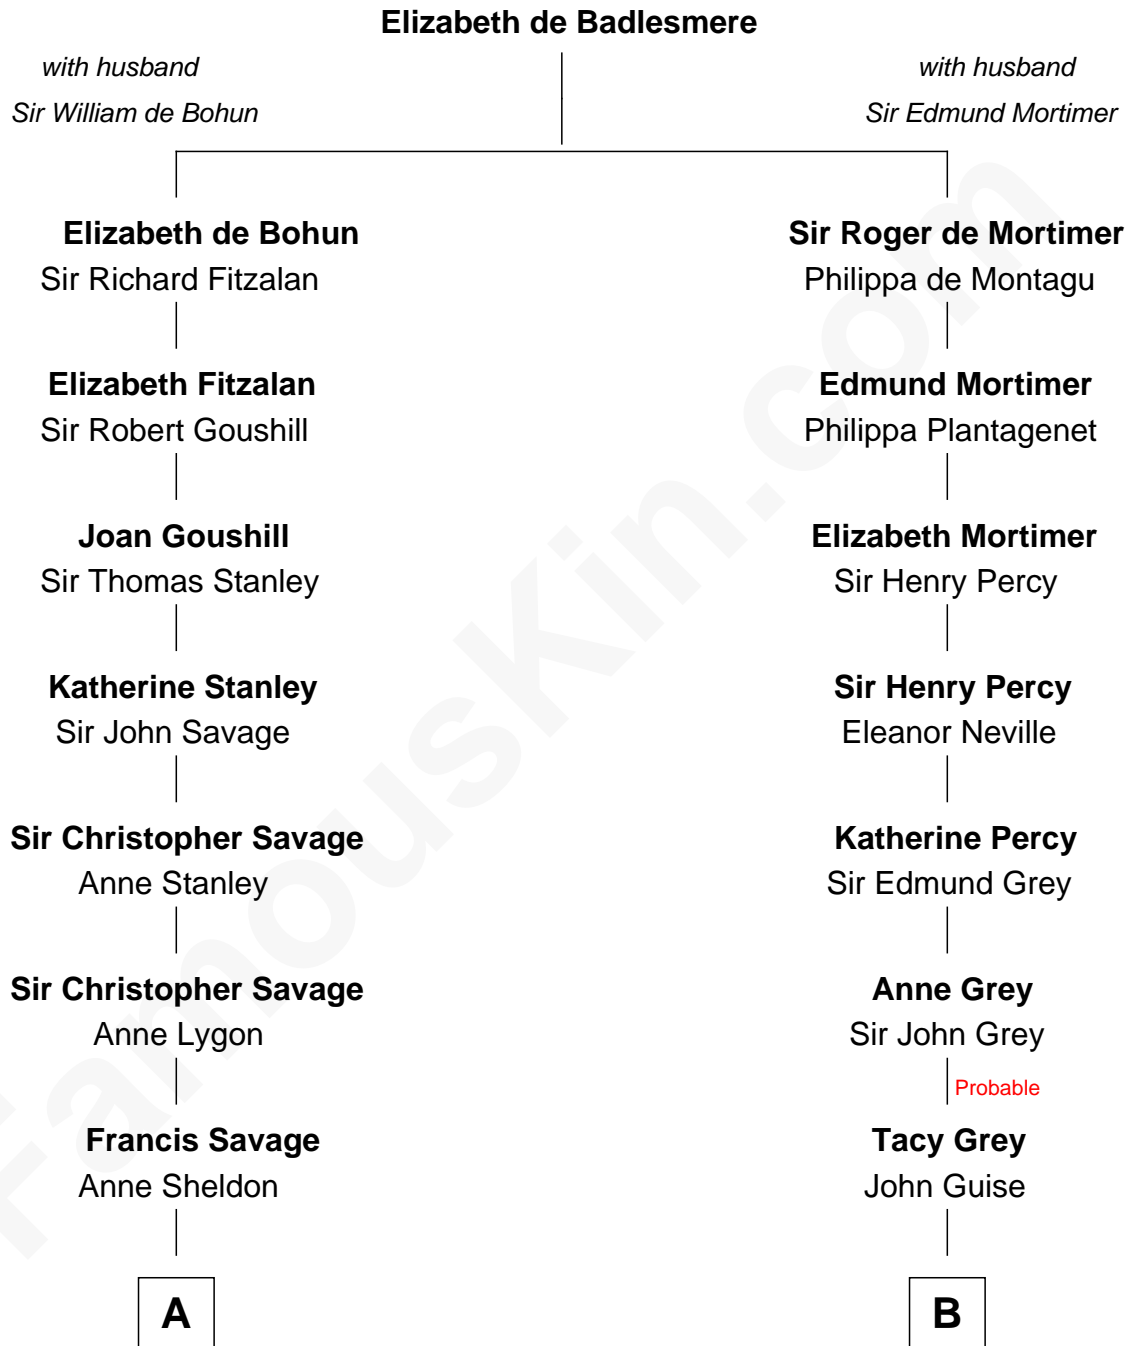 Elizabeth de Badlesmere
with husband
Sir William de Bohun
with husband
Sir Edmund Mortimer
Elizabeth de Bohun
Sir Richard Fitzalan
Sir Roger de Mortimer
Philippa de Montagu
Elizabeth Fitzalan
Sir Robert Goushill
Edmund Mortimer
Philippa Plantagenet
Joan Goushill
Sir Thomas Stanley
Elizabeth Mortimer
Sir Henry Percy
Katherine Stanley
Sir John Savage
Sir Henry Percy
Eleanor Neville
Sir Christopher Savage
Anne Stanley
Katherine Percy
Sir Edmund Grey
Sir Christopher Savage
Anne Lygon
Anne Grey
Sir John Grey
Probable
Francis Savage
Anne Sheldon
Tacy Grey
John Guise
A
B
FamousKin.com